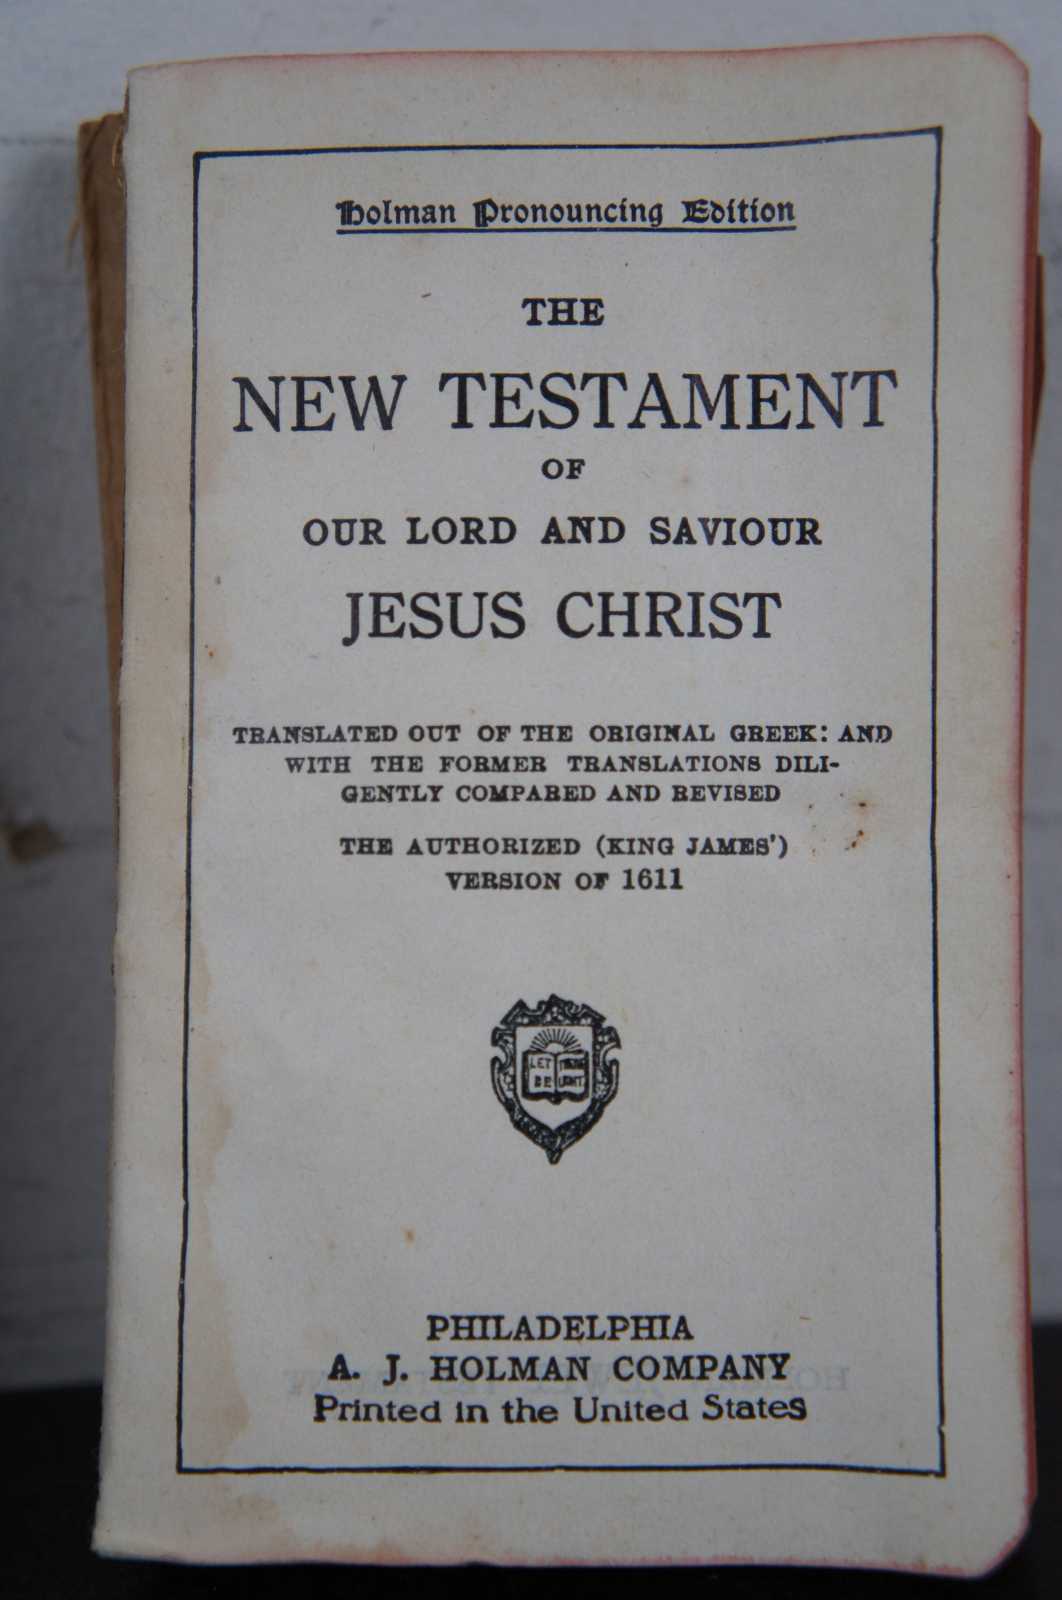 Holman Pronouncing Edition
THE
NEW TESTAMENT
OF
OUR LORD AND SAVIOUR
JESUS CHRIST
TRANSLATED OUT OF THE ORIGINAL GREEK: AND
WITH THE FORMER TRANSLATIONS DILI-
GENTLY COMPARED AND REVISED
THE AUTHORIZED (KING JAMES')
VERSION OF 1611
LET THERE
BE LIGHT.
PHILADELPHIA
A. J. HOLMAN COMPANY
Printed in the United States